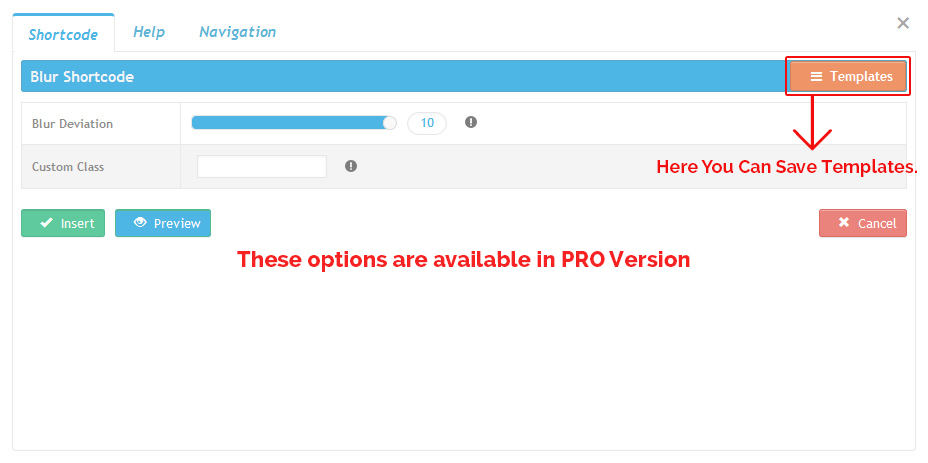 Shortcode Help Navigation
Blur Shortcode Templates
Blur Deviation 10
Custom Class
Here You Can Save Templates.
Insert Preview Cancel
These options are available in PRO Version